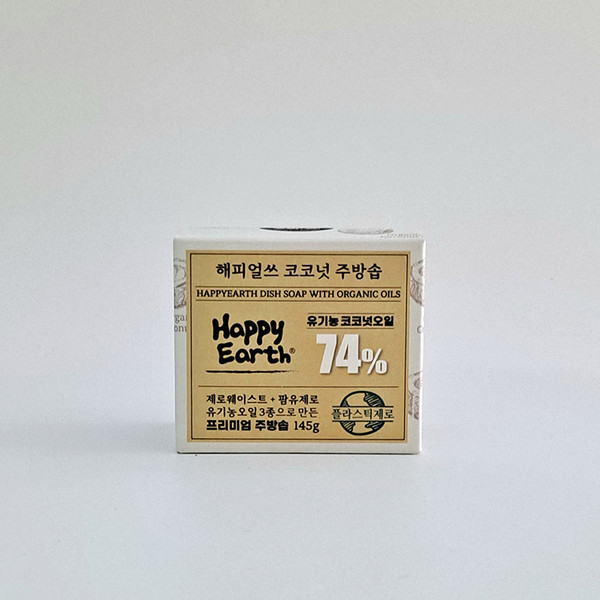 해피얼쓰 코코넛 주방솝
HAPPYEARTH DISH SOAP WITH ORGANIC OILS
Happy
Earth®
유기농 코코넛오일
74%
제로웨이스트 + 팜유제로
유기농오일 3종으로 만든
프리미엄 주방솝 145g
플라스틱제로